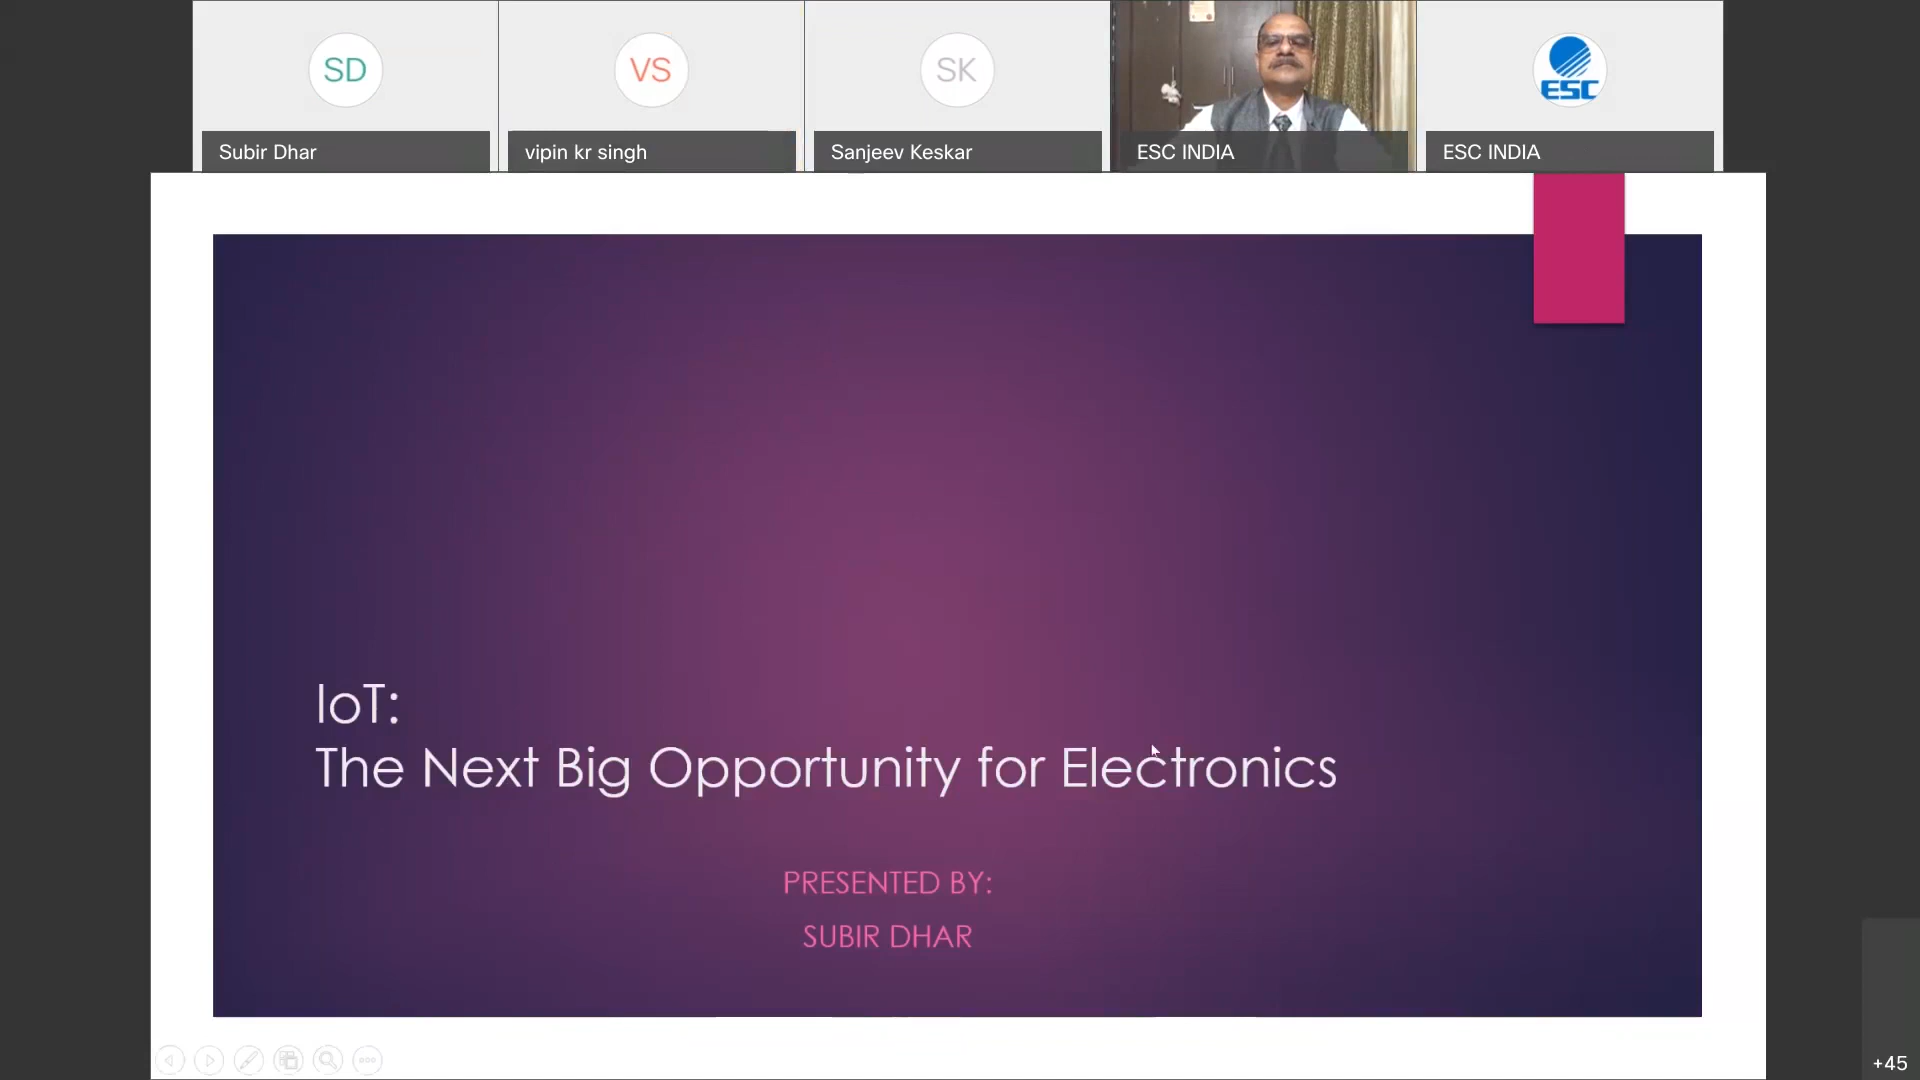 SD
VS
SK
ESC
Subir Dhar
vipin kr singh
Sanjeev Keskar
ESC INDIA
ESC INDIA
IoT:
The Next Big Opportunity for Electronics
PRESENTED BY:
SUBIR DHAR
+45